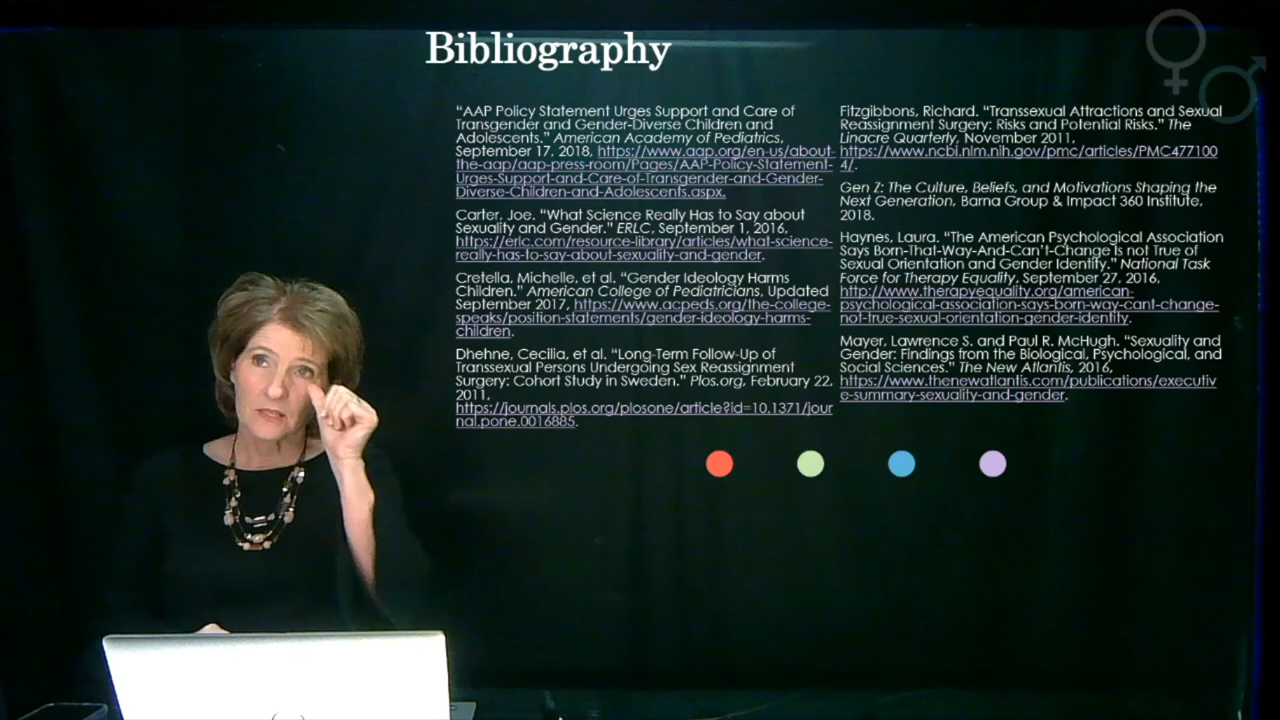 Bibliography
“AAP Policy Statement Urges Support and Care of
Transgender and Gender-Diverse Children and
Adolescents.” American Academy of Pediatrics,
September 17, 2018, https://www.aap.org/en-us/about-
the-aap/aap-press-room/Pages/AAP-Policy-Statement-
Urges-Support-and-Care-of-Transgender-and-Gender-
Diverse-Children-and-Adolescents.aspx.
Carter, Joe. “What Science Really Has to Say about
Sexuality and Gender.” ERLC, September 1, 2016,
https://erlc.com/resource-library/articles/what-science-
really-has-to-say-about-sexuality-and-gender.
Cretella, Michelle, et al. “Gender Ideology Harms
Children.” American College of Pediatricians, Updated
September 2017, https://www.acpeds.org/the-college-
speaks/position-statements/gender-ideology-harms-
children.
Dhehne, Cecilia, et al. “Long-Term Follow-Up of
Transsexual Persons Undergoing Sex Reassignment
Surgery: Cohort Study in Sweden.” Plos.org, February 22,
2011,
https://journals.plos.org/plosone/article?id=10.1371/jour
nal.pone.0016885.
Fitzgibbons, Richard. “Transsexual Attractions and Sexual
Reassignment Surgery: Risks and Potential Risks.” The
Linacre Quarterly, November 2011,
https://www.ncbi.nlm.nih.gov/pmc/articles/PMC477100
4/.
Gen Z: The Culture, Beliefs, and Motivations Shaping the
Next Generation, Barna Group & Impact 360 Institute,
2018.
Haynes, Laura. “The American Psychological Association
Says Born-That-Way-And-Can’t-Change is not True of
Sexual Orientation and Gender Identity.” National Task
Force for Therapy Equality, September 27, 2016,
http://www.therapyequality.org/american-
psychological-association-says-born-way-cant-change-
not-true-sexual-orientation-gender-identity.
Mayer, Lawrence S. and Paul R. McHugh. “Sexuality and
Gender: Findings from the Biological, Psychological, and
Social Sciences.” The New Atlantis, 2016,
https://www.thenewatlantis.com/publications/executiv
e-summary-sexuality-and-gender.